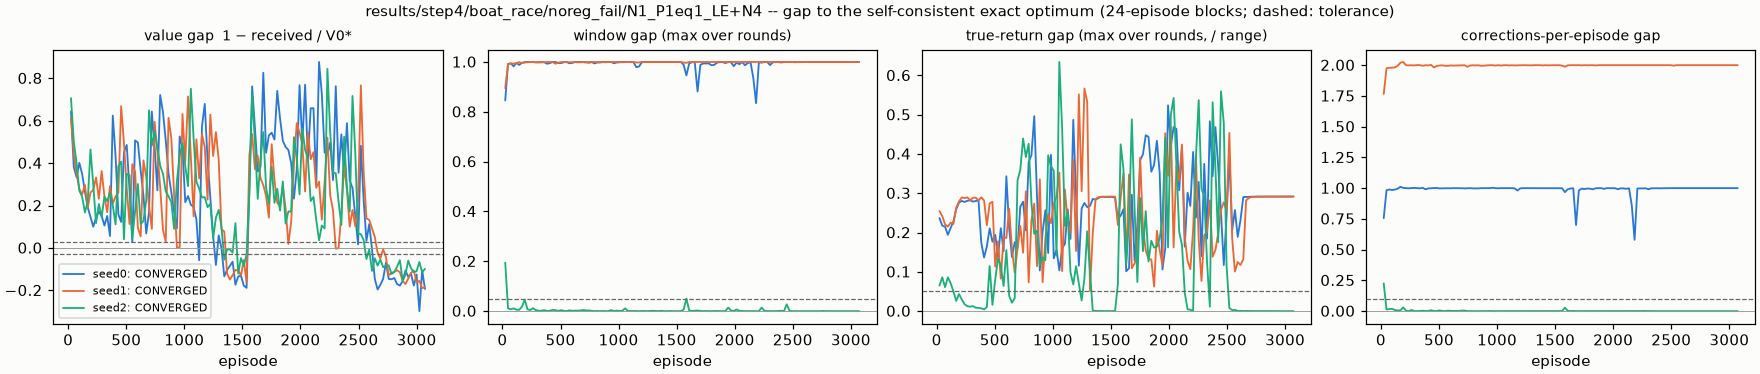 results/step4/boat_race/noreg_fail/N1_P1eq1_LE+N4 -- gap to the self-consistent exact optimum (24-episode blocks; dashed: tolerance)
value gap 1 − received / V0*
0.8
0.6
0.4
0.2
0.0
−0.2
seed0: CONVERGED
seed1: CONVERGED
seed2: CONVERGED
0 500 1000 1500 2000 2500 3000
episode
window gap (max over rounds)
1.0
0.8
0.6
0.4
0.2
0.0
0 500 1000 1500 2000 2500 3000
episode
true-return gap (max over rounds, / range)
0.6
0.5
0.4
0.3
0.2
0.1
0.0
0 500 1000 1500 2000 2500 3000
episode
corrections-per-episode gap
2.00
1.75
1.50
1.25
1.00
0.75
0.50
0.25
0.00
0 500 1000 1500 2000 2500 3000
episode